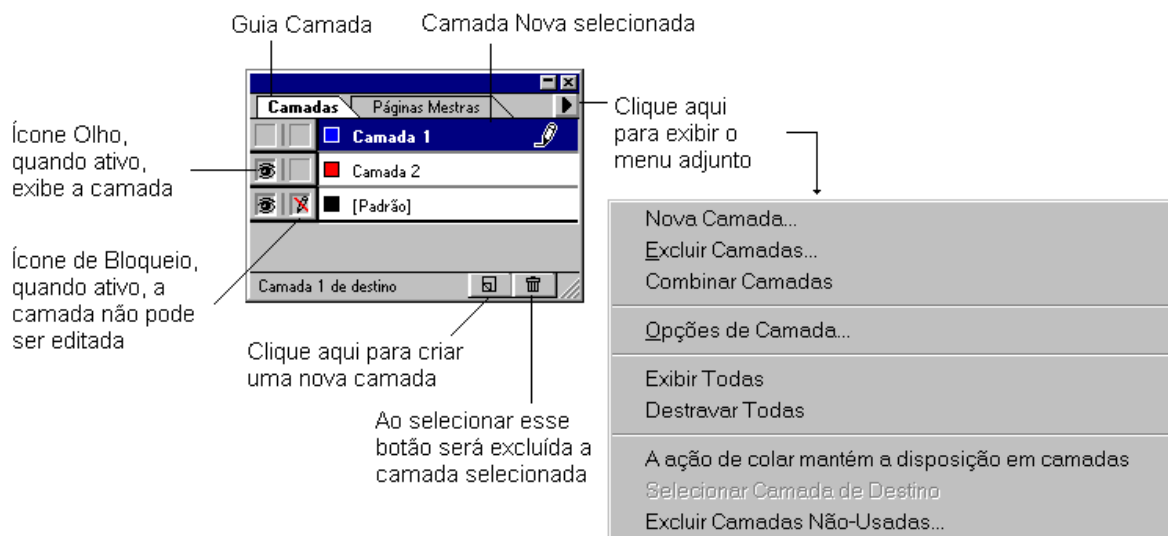 Guia Camada
Camada Nova selecionada
Camadas
Páginas Mestras
Camada 1
Camada 2
[Padrão]
Camada 1 de destino
Ícone Olho,
quando ativo,
exibe a camada
Ícone de Bloqueio,
quando ativo, a
camada não pode
ser editada
Clique aqui para criar
uma nova camada
Ao selecionar esse
botão será excluída a
camada selecionada
Clique aqui
para exibir o
menu adjunto
Nova Camada...
Excluir Camadas...
Combinar Camadas
Opções de Camada...
Exibir Todas
Destravar Todas
A ação de colar mantém a disposição em camadas
Selecionar Camada de Destino
Excluir Camadas Não-Usadas...